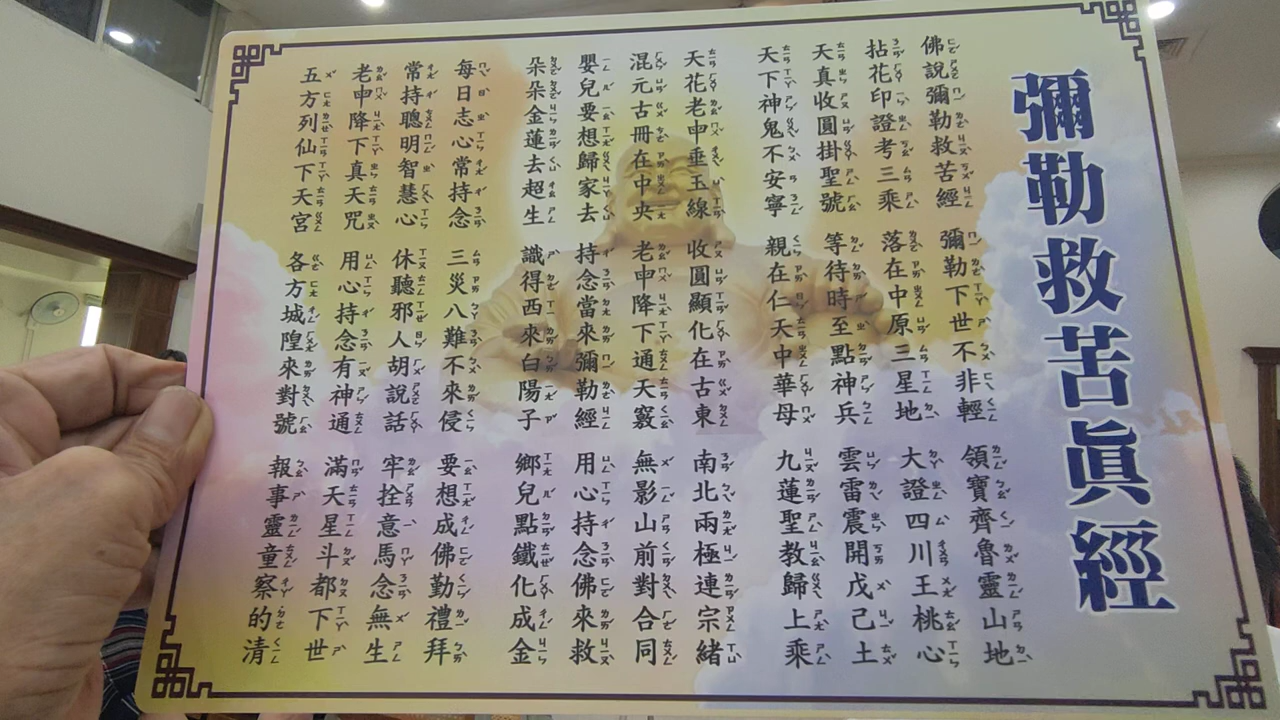 彌勒救苦眞經
佛說彌勒救苦經 彌勒下世不非輕 領寶齊魯靈山地
拈花印證考三乘 落在中原三星地 大證四川王桃心
天真收圓掛聖號 等待時至點神兵 雲雷震開戊己土
天下神鬼不安寧 親在仁天中華母 九蓮聖教歸上乘
天花老申垂玉線 收圓顯化在古東 南北兩極連宗緒
混元古冊在中央 老申降下通天竅 無影山前對合同
嬰兒要想歸家去 持念當來彌勒經 用心持念佛來救
朵朵金蓮去超生 識得西來白陽子 鄉兒點鐵化成金
每日志心常持念 三災八難不來侵 要想成佛勤禮拜
常持聰明智慧心 休聽邪人胡說話 牢拴意馬念無生
老申降下真天咒 用心持念有神通 滿天星斗都下世
五方列仙下天宮 各方城隍來對號 報事靈童察的清